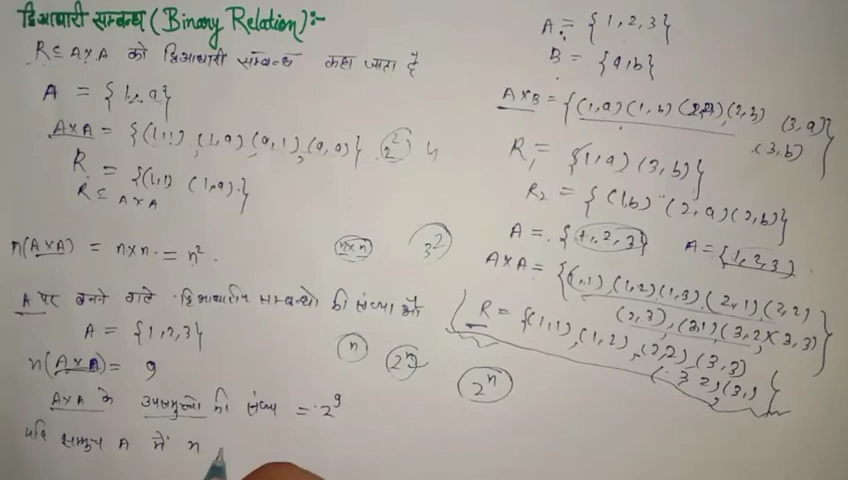 द्विआधारी सम्बन्ध (Binary Relation):-
R⊆ A×A को द्विआधारी सम्बन्ध कहा जाता है
A = {1, a}
A×A = {(1,1), (1,a), (a,1), (a,a)} 2² 4
R = {(1,1) (1,a)}
R ⊆ A×A
n(A×A) = n×n = n². n×n 3²
A पर बनने वाले द्विआधारी सम्बन्धो की संख्या
A = {1,2,3}
n(A×A) = 9
n 2ⁿ
2ⁿ
A×A के उपसमुच्चयो की संख्या = 2⁹
यदि समुच्चय A में n
A = {1,2,3}
B = {a,b}
A×B = {(1,a) (1,b) (2,a) (2,b) (3,a)
(3,b)}
R₁ = {(1,a) (3,b)}
R₂ = {(1,b) (2,a) (2,b)}
A = {1,2,3} A = {1,2,3}
A×A = {(1,1) (1,2) (1,3) (2,1) (2,2)
(2,3), (3,1) (3,2) (3,3)}
R = {(1,1), (1,2), (2,2) (3,3)
(3,2), (3,1)}